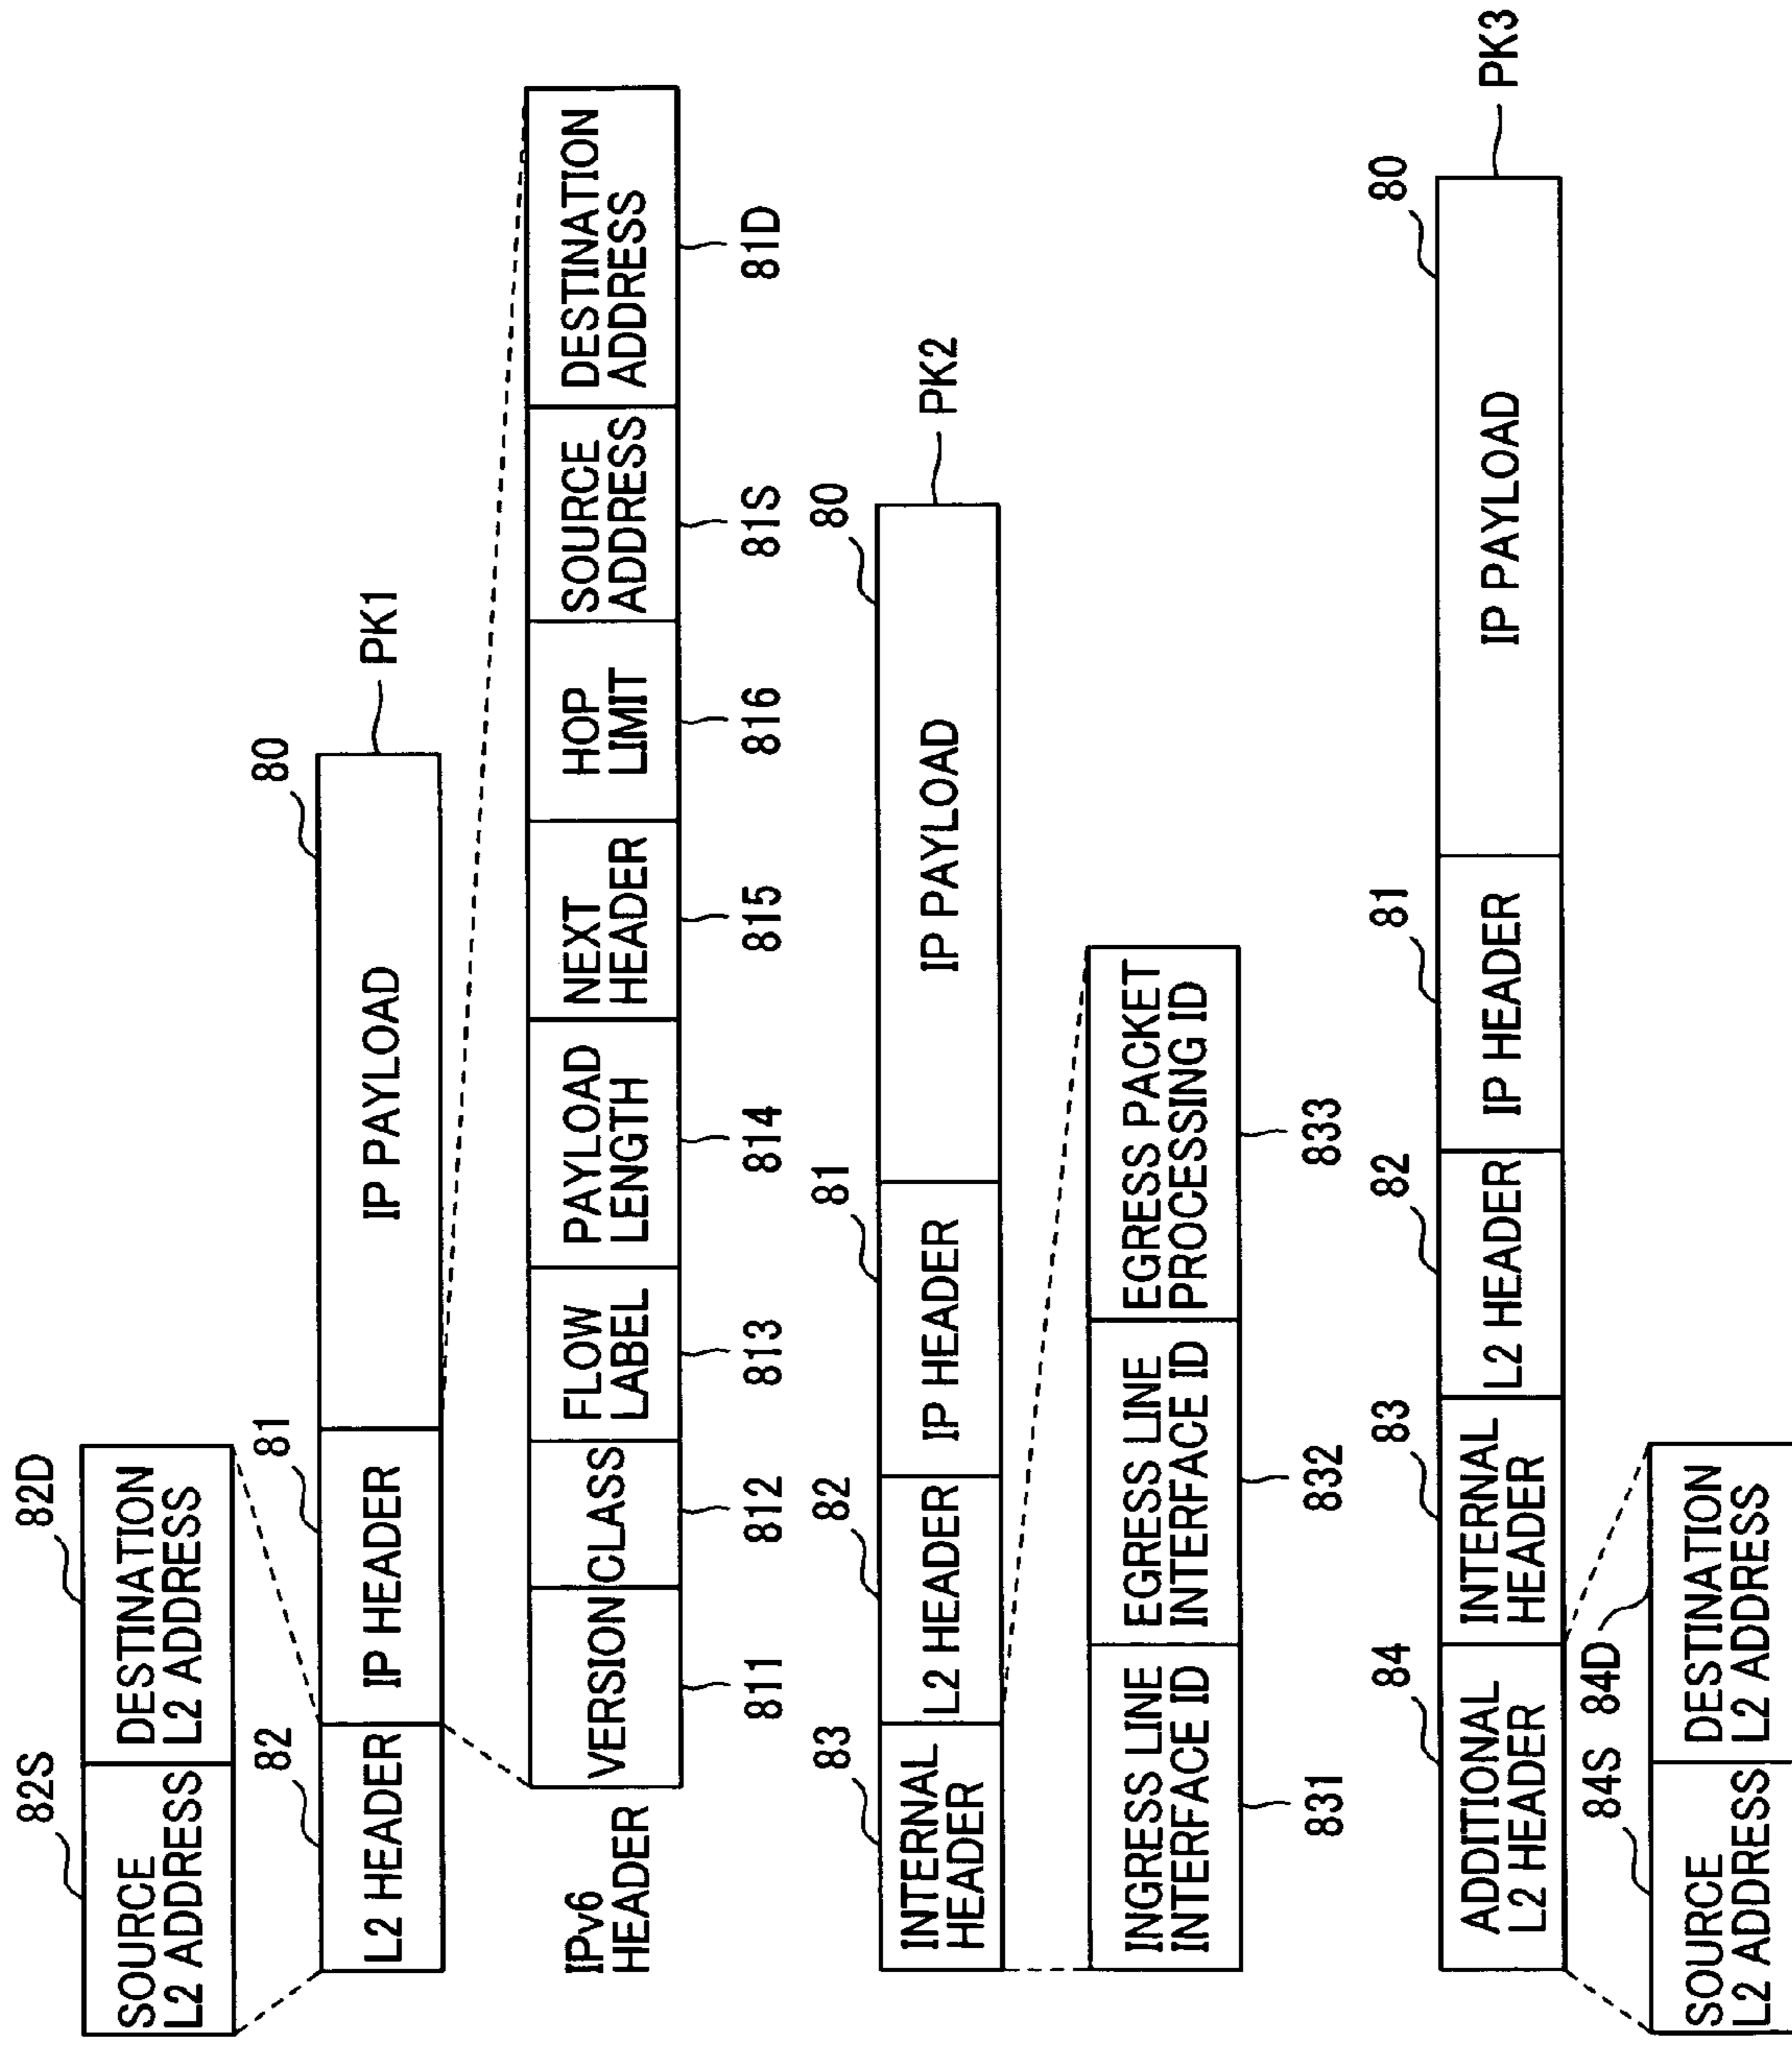 82S
82D
SOURCE
L2 ADDRESS
DESTINATION
L2 ADDRESS
82
81
80
L2 HEADER
IP HEADER
IP PAYLOAD
PK1
IPv6
HEADER
VERSION
CLASS
FLOW
LABEL
PAYLOAD
LENGTH
NEXT
HEADER
HOP
LIMIT
SOURCE
ADDRESS
DESTINATION
ADDRESS
811
812
813
814
815
816
81S
81D
83
82
81
80
INTERNAL
HEADER
L2 HEADER
IP HEADER
IP PAYLOAD
PK2
INGRESS LINE
INTERFACE ID
EGRESS LINE
INTERFACE ID
EGRESS PACKET
PROCESSING ID
831
832
833
84
83
82
81
80
ADDITIONAL
L2 HEADER
INTERNAL
HEADER
L2 HEADER
IP HEADER
IP PAYLOAD
PK3
84S
84D
SOURCE
L2 ADDRESS
DESTINATION
L2 ADDRESS